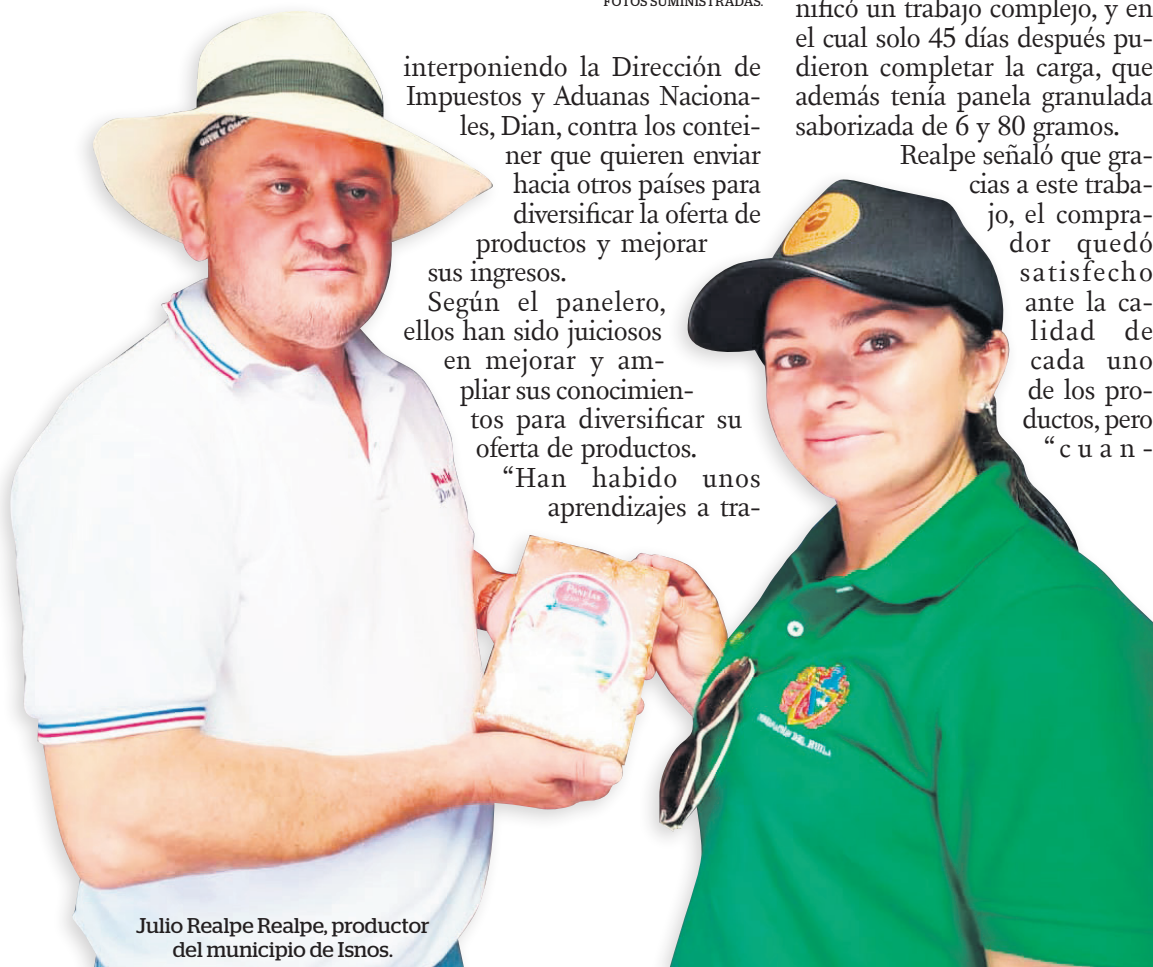 FOTOS SUMINISTRADAS.
interponiendo la Dirección de
Impuestos y Aduanas Naciona-
les, Dian, contra los contei-
ner que quieren enviar
hacia otros países para
diversificar la oferta de
productos y mejorar
sus ingresos.
Según el panelero,
ellos han sido juiciosos
en mejorar y am-
pliar sus conocimien-
tos para diversificar su
oferta de productos.
“Han habido unos
aprendizajes a tra-
nificó un trabajo complejo, y en
el cual solo 45 días después pu-
dieron completar la carga, que
además tenía panela granulada
saborizada de 6 y 80 gramos.
Realpe señaló que gra-
cias a este traba-
jo, el compra-
dor quedó
satisfecho
ante la ca-
lidad de
cada uno
de los pro-
ductos, pero
“cuan-
PANELAS
Julio Realpe Realpe, productor
del municipio de Isnos.